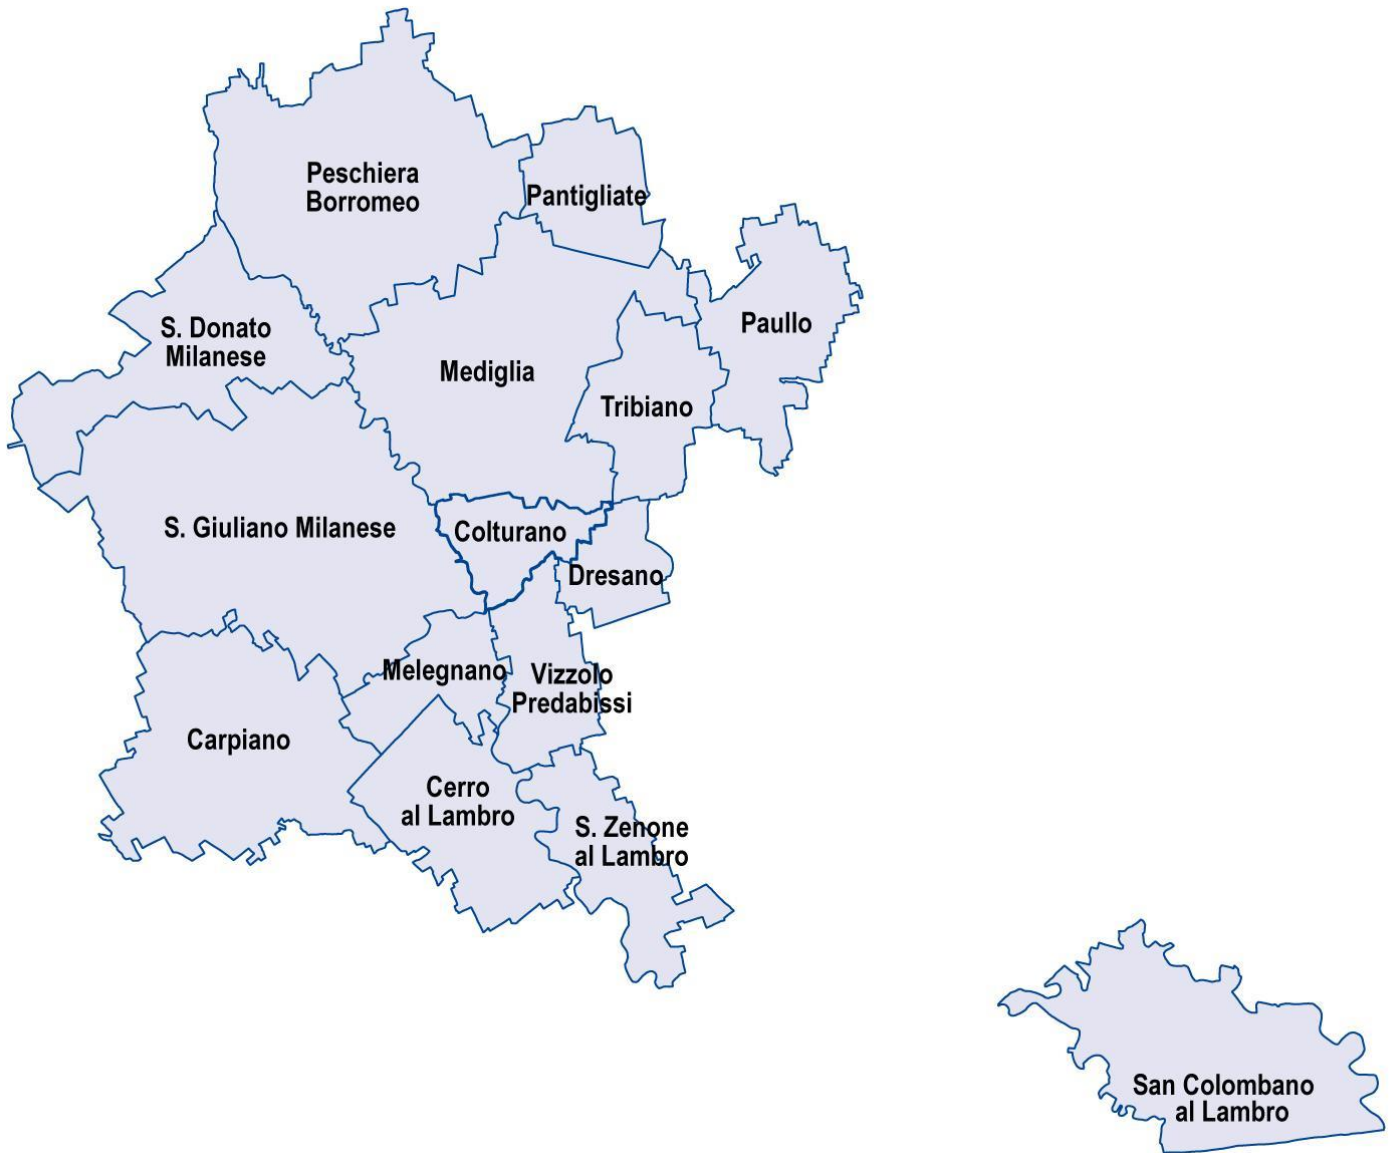 Peschiera
Borromeo
Pantigliate
S. Donato
Milanese
Paullo
Mediglia
Tribiano
S. Giuliano Milanese
Colturano
Dresano
Melegnano
Vizzolo
Predabissi
Carpiano
Cerro
al Lambro
S. Zenone
al Lambro
San Colombano
al Lambro